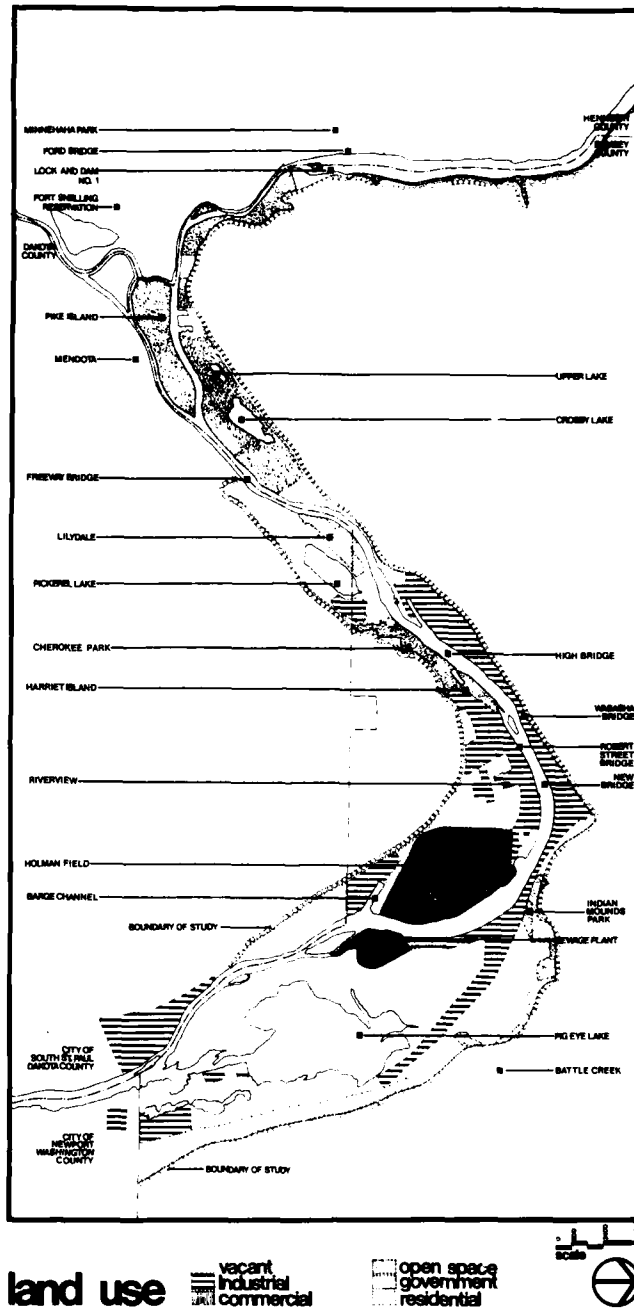 MINNEHAHA PARK
FORD BRIDGE
LOCK AND DAM
NO. 1
FORT SNELLING
RESERVATION
DAKOTA
COUNTY
PIKE ISLAND
MENDOTA
FREEWAY BRIDGE
LILYDALE
PICKEREL LAKE
CHEROKEE PARK
HARRIET ISLAND
RIVERVIEW
HOLMAN FIELD
BARGE CHANNEL
BOUNDARY OF STUDY
CITY OF
SOUTH ST. PAUL
DAKOTA COUNTY
CITY OF
NEWPORT
WASHINGTON
COUNTY
BOUNDARY OF STUDY
HENNEPIN
COUNTY
RAMSEY
COUNTY
UPPER LAKE
CROSBY LAKE
HIGH BRIDGE
WABASHA
BRIDGE
ROBERT
STREET
BRIDGE
NEW
BRIDGE
INDIAN
MOUNDS
PARK
SEWAGE PLANT
PIG EYE LAKE
BATTLE CREEK
scale
land use
vacant
industrial
commercial
open space
government
residential